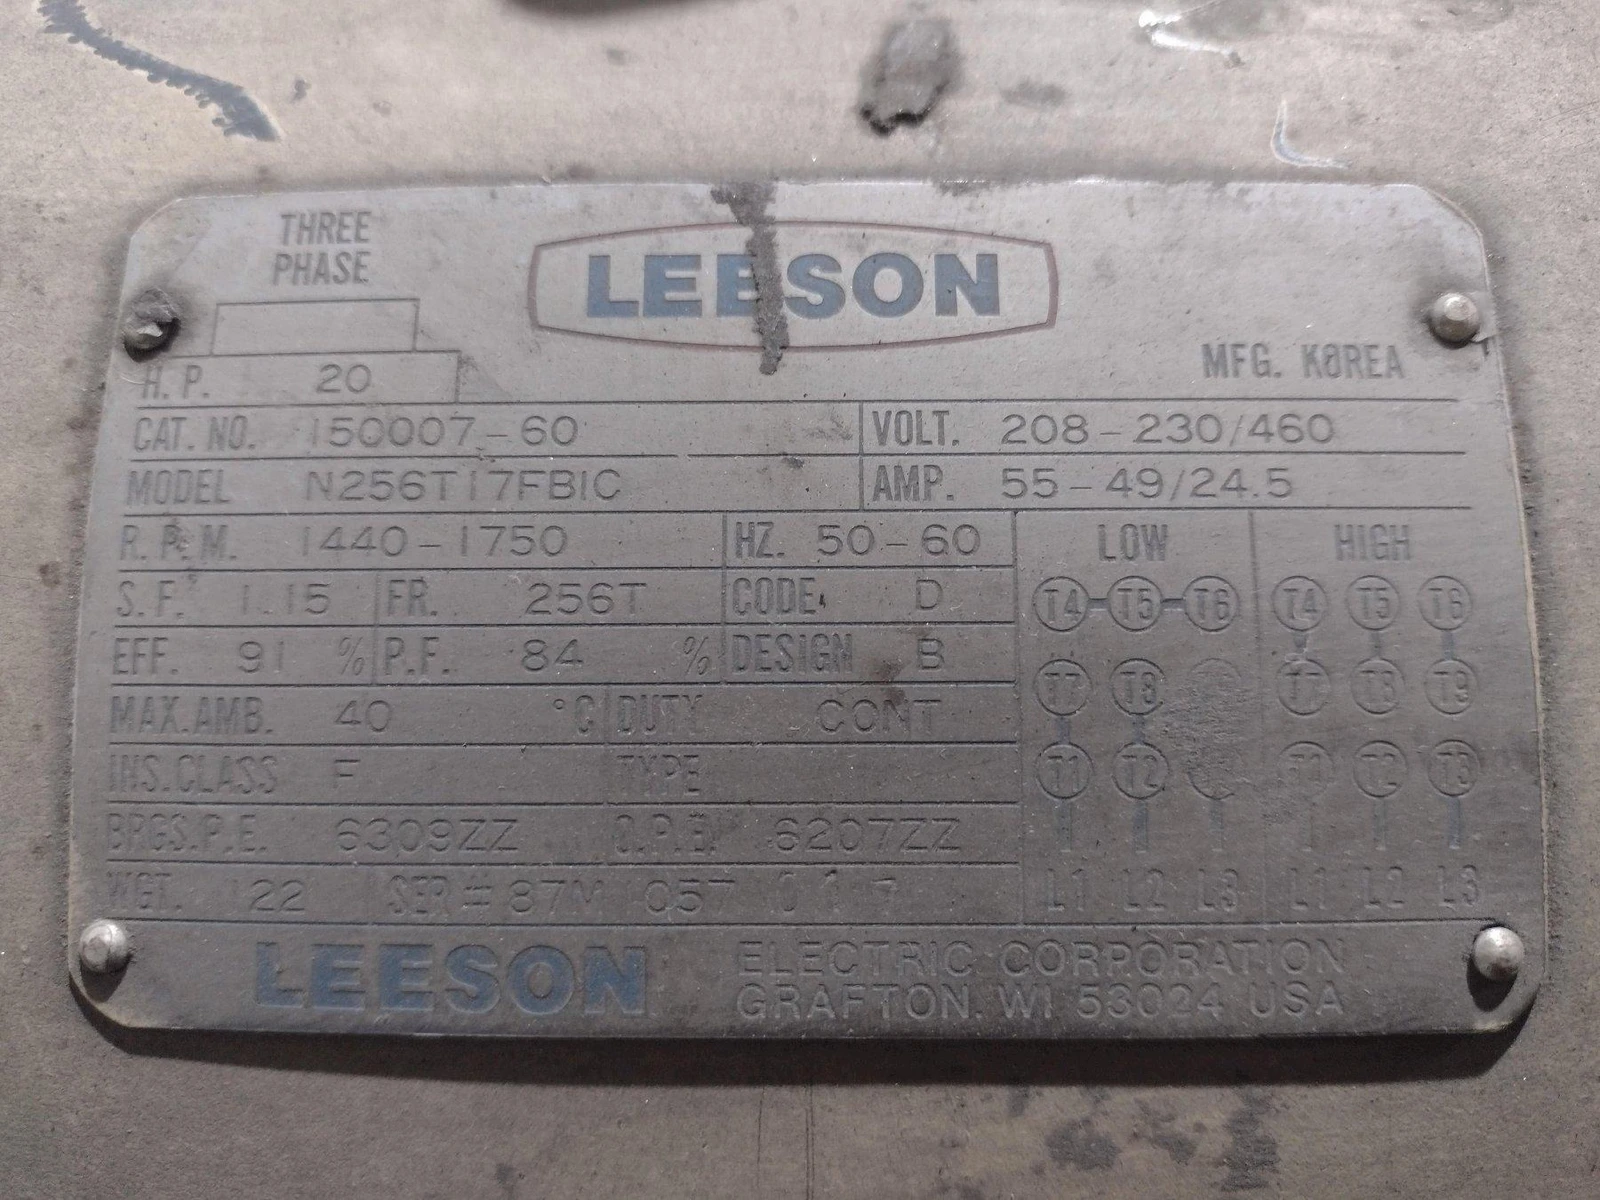 THREE
PHASE
LEESON
MFG. KOREA
H.P. 20
CAT. NO. 150007-60 VOLT. 208-230/460
MODEL N256T17FB1C AMP. 55-49/24.5
R.P.M. 1440-1750 HZ. 50-60 LOW HIGH
S.F. 1.15 FR. 256T CODE D T4-T5-T6 T4 T5 T6
EFF. 91 % P.F. 84 % DESIGN B T7 T8 T7 T8 T9
MAX.AMB. 40 °C DUTY CONT
INS.CLASS F TYPE T1 T2 T1 T2 T3
BRGS.P.E. 6309ZZ O.P.E. 6207ZZ
WGT. 122 SER# 87M 057 L1 L2 L3 L1 L2 L3
LEESON ELECTRIC CORPORATION
GRAFTON. WI 53024 USA